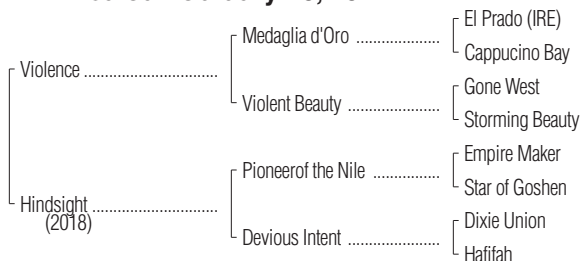 El Prado (IRE)
Medaglia d'Oro ....................
Cappucino Bay
Violence ................................
Gone West
Violent Beauty ......................
Storming Beauty
Empire Maker
Pioneerof the Nile ................
Star of Goshen
Hindsight ..............................
(2018)
Dixie Union
Devious Intent ......................
Hafifah